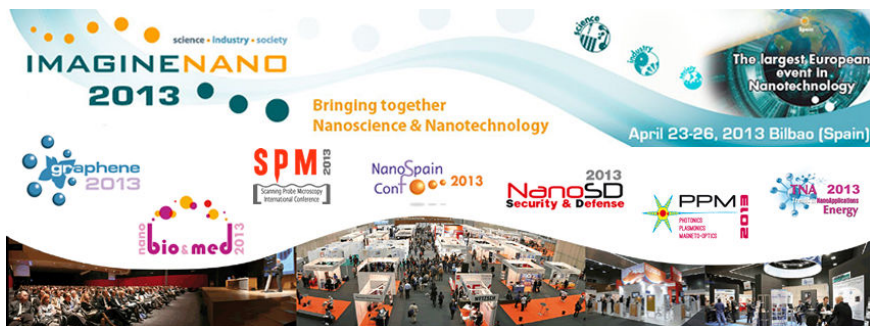 science • industry • society
IMAGINENANO
2013
Bringing together
Nanoscience & Nanotechnology
science
industry
The largest European
event in
Nanotechnology
April 23-26, 2013 Bilbao (Spain)
graphene
2013
nano
bio&med
2013
SPM
2013
Scanning Probe Microscopy
International Conference
NanoSpain
Conf 2013
2013
NanoSD
Security & Defense
PPM
2013
PHOTONICS
PLASMONICS
MAGNETO-OPTICS
TNA 2013
NanoApplications
Energy